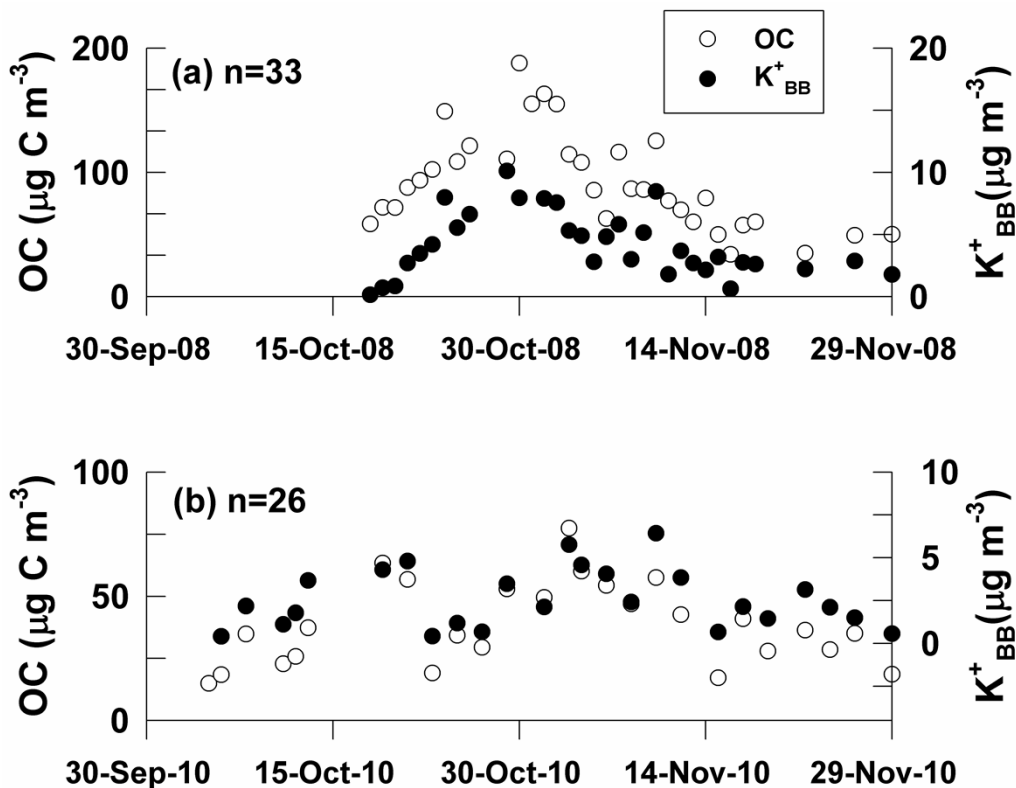 OC
K⁺BB
(a) n=33
OC (μg C m⁻³)
200
100
0
20
10
0
K⁺BB(μg m⁻³)
30-Sep-08 15-Oct-08 30-Oct-08 14-Nov-08 29-Nov-08
(b) n=26
OC (μg C m⁻³)
100
50
0
10
5
0
K⁺BB(μg m⁻³)
30-Sep-10 15-Oct-10 30-Oct-10 14-Nov-10 29-Nov-10